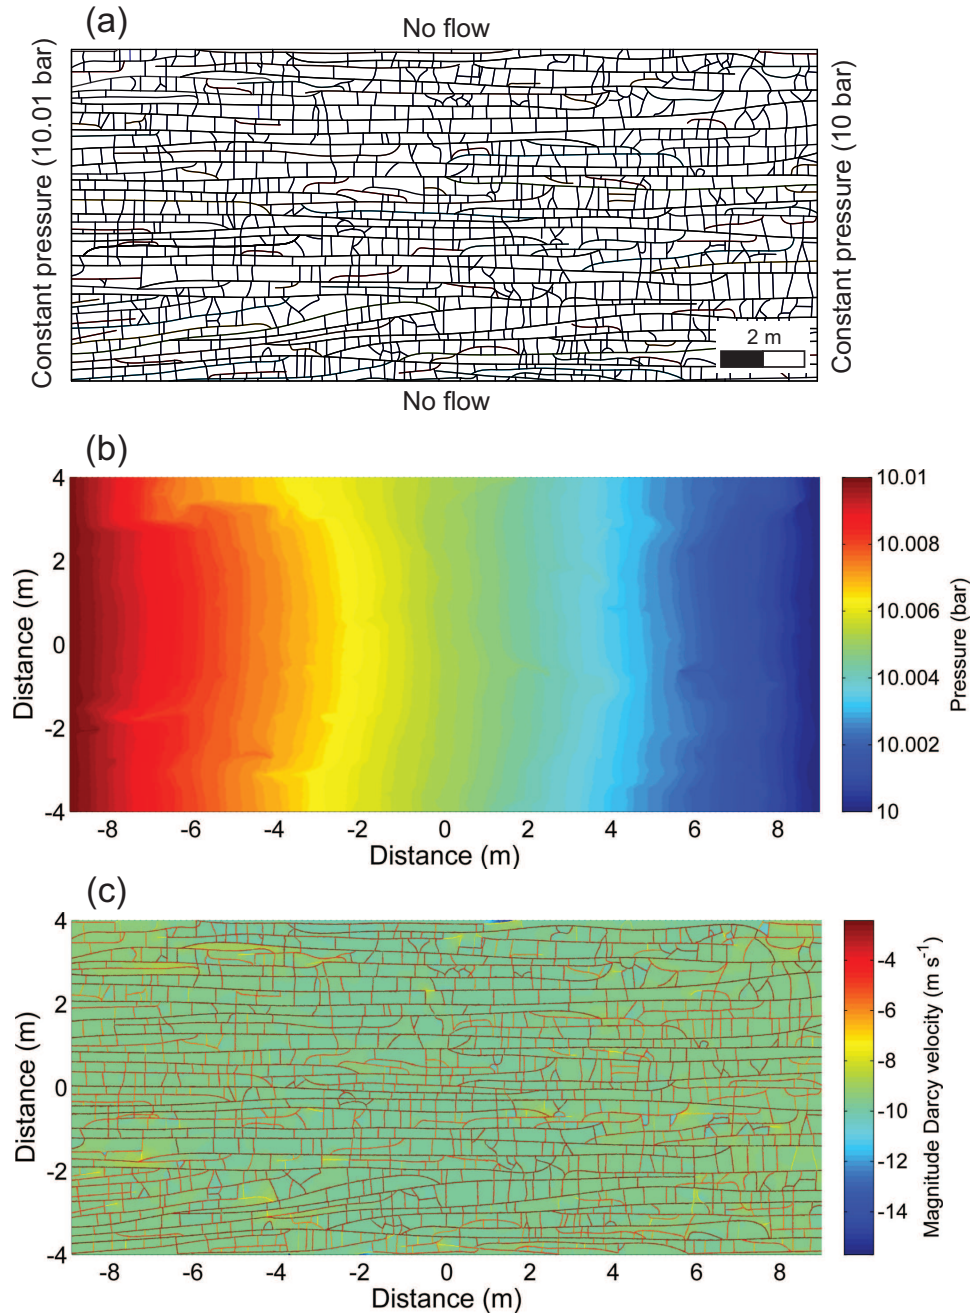 (a)
No flow
Constant pressure (10.01 bar)
Constant pressure (10 bar)
2 m
No flow
(b)
4
2
0
-2
-4
Distance (m)
-8
-6
-4
-2
0
2
4
6
8
Distance (m)
10.01
10.008
10.006
10.004
10.002
10
Pressure (bar)
(c)
4
2
0
-2
-4
Distance (m)
-8
-6
-4
-2
0
2
4
6
8
Distance (m)
-4
-6
-8
-10
-12
-14
Magnitude Darcy velocity (m s⁻¹)